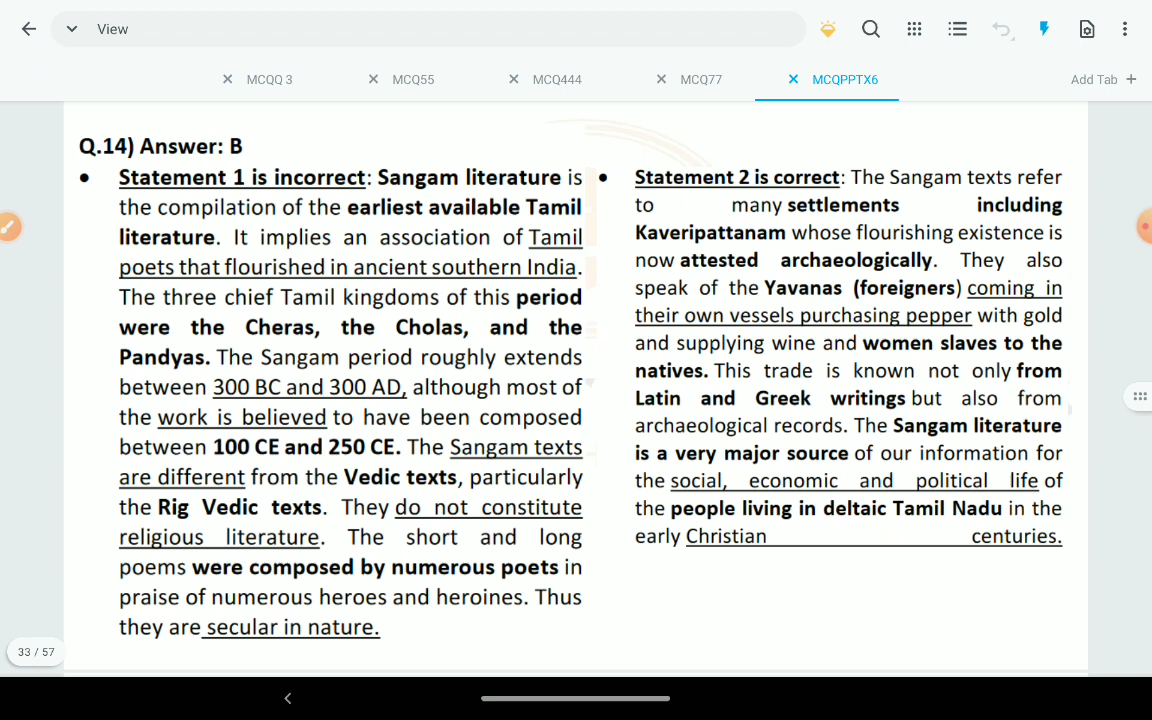 View
MCQQ 3
MCQ55
MCQ444
MCQ77
MCQPPTX6
Add Tab +
Q.14) Answer: B
• Statement 1 is incorrect: Sangam literature is
the compilation of the earliest available Tamil
literature. It implies an association of Tamil
poets that flourished in ancient southern India.
The three chief Tamil kingdoms of this period
were the Cheras, the Cholas, and the
Pandyas. The Sangam period roughly extends
between 300 BC and 300 AD, although most of
the work is believed to have been composed
between 100 CE and 250 CE. The Sangam texts
are different from the Vedic texts, particularly
the Rig Vedic texts. They do not constitute
religious literature. The short and long
poems were composed by numerous poets in
praise of numerous heroes and heroines. Thus
they are secular in nature.
• Statement 2 is correct: The Sangam texts refer
to many settlements including
Kaveripattanam whose flourishing existence is
now attested archaeologically. They also
speak of the Yavanas (foreigners) coming in
their own vessels purchasing pepper with gold
and supplying wine and women slaves to the
natives. This trade is known not only from
Latin and Greek writings but also from
archaeological records. The Sangam literature
is a very major source of our information for
the social, economic and political life of
the people living in deltaic Tamil Nadu in the
early Christian centuries.
33 / 57